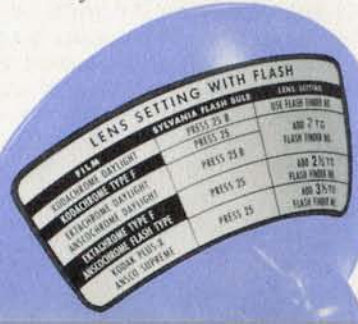 LENS SETTING WITH FLASH
FILM SYLVANIA FLASH BULB LENS SETTING
KODACHROME DAYLIGHT PRESS 25 B USE FLASH FINDER NO.
KODACHROME TYPE F PRESS 25
EKTACHROME DAYLIGHT
ANSCOCHROME DAYLIGHT
PRESS 25 B
ADD 2 TO
FLASH FINDER NO.
EKTACHROME TYPE F
ANSCOCHROME FLASH TYPE
PRESS 25
ADD 2½ TO
FLASH FINDER NO.
KODAK PLUS-X
ANSCO SUPREME
PRESS 25
ADD 3½ TO
FLASH FINDER NO.